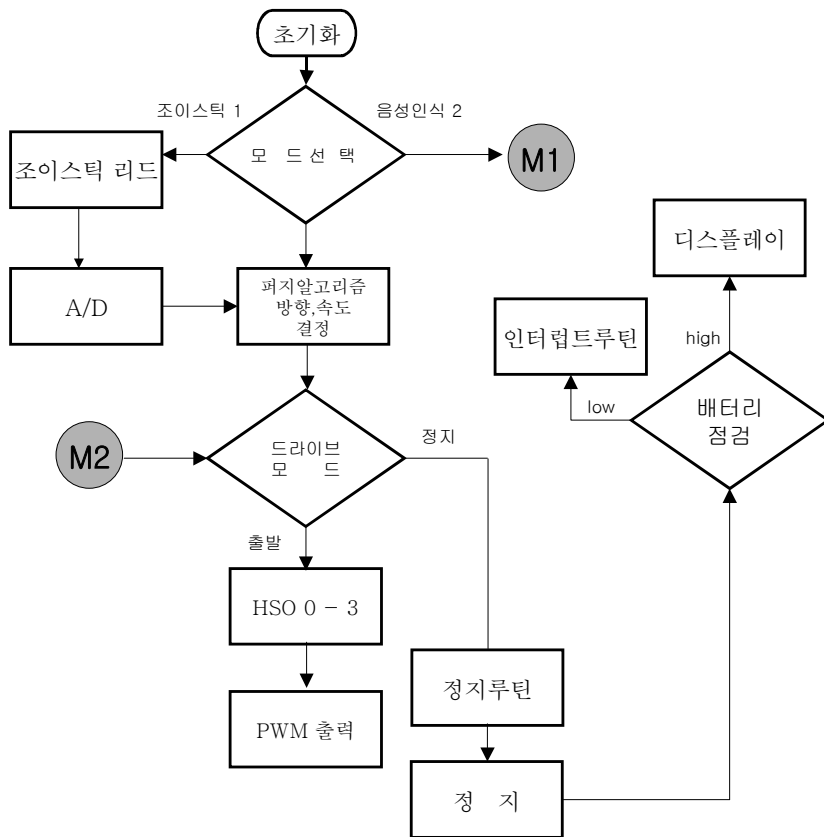 초기화
조이스틱 1
음성인식 2
모 드 선 택
M1
조이스틱 리드
디스플레이
A/D
퍼지알고리즘
방향,속도
결정
인터럽트루틴
high
low
배터리
점검
M2
드라이브
모 드
정지
출발
HSO 0 - 3
정지루틴
PWM 출력
정 지